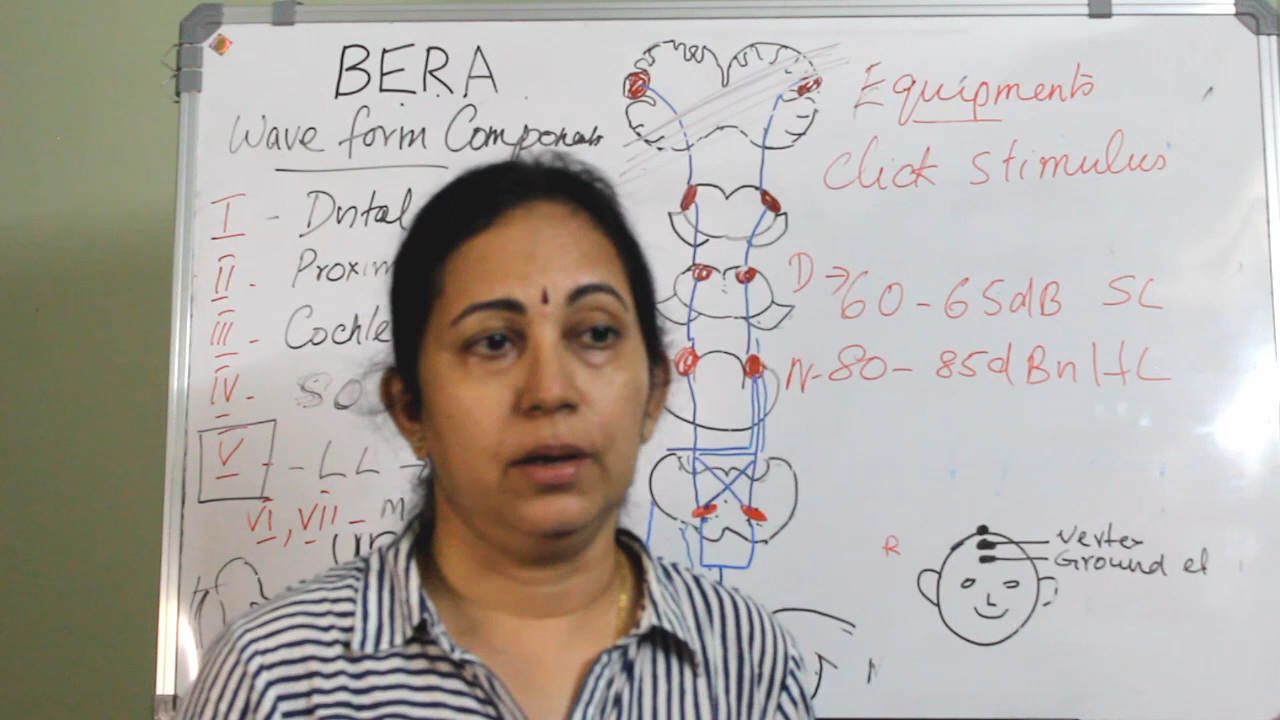 BERA
Wave form Components
I - Distal
II - Proxim
III - Cochle
IV - SO
V - LL →
VI, VII - m
Equipments
Click Stimulus
D → 60 - 65dB SL
N - 80 - 85dBnHL
R
Vertex
Ground el